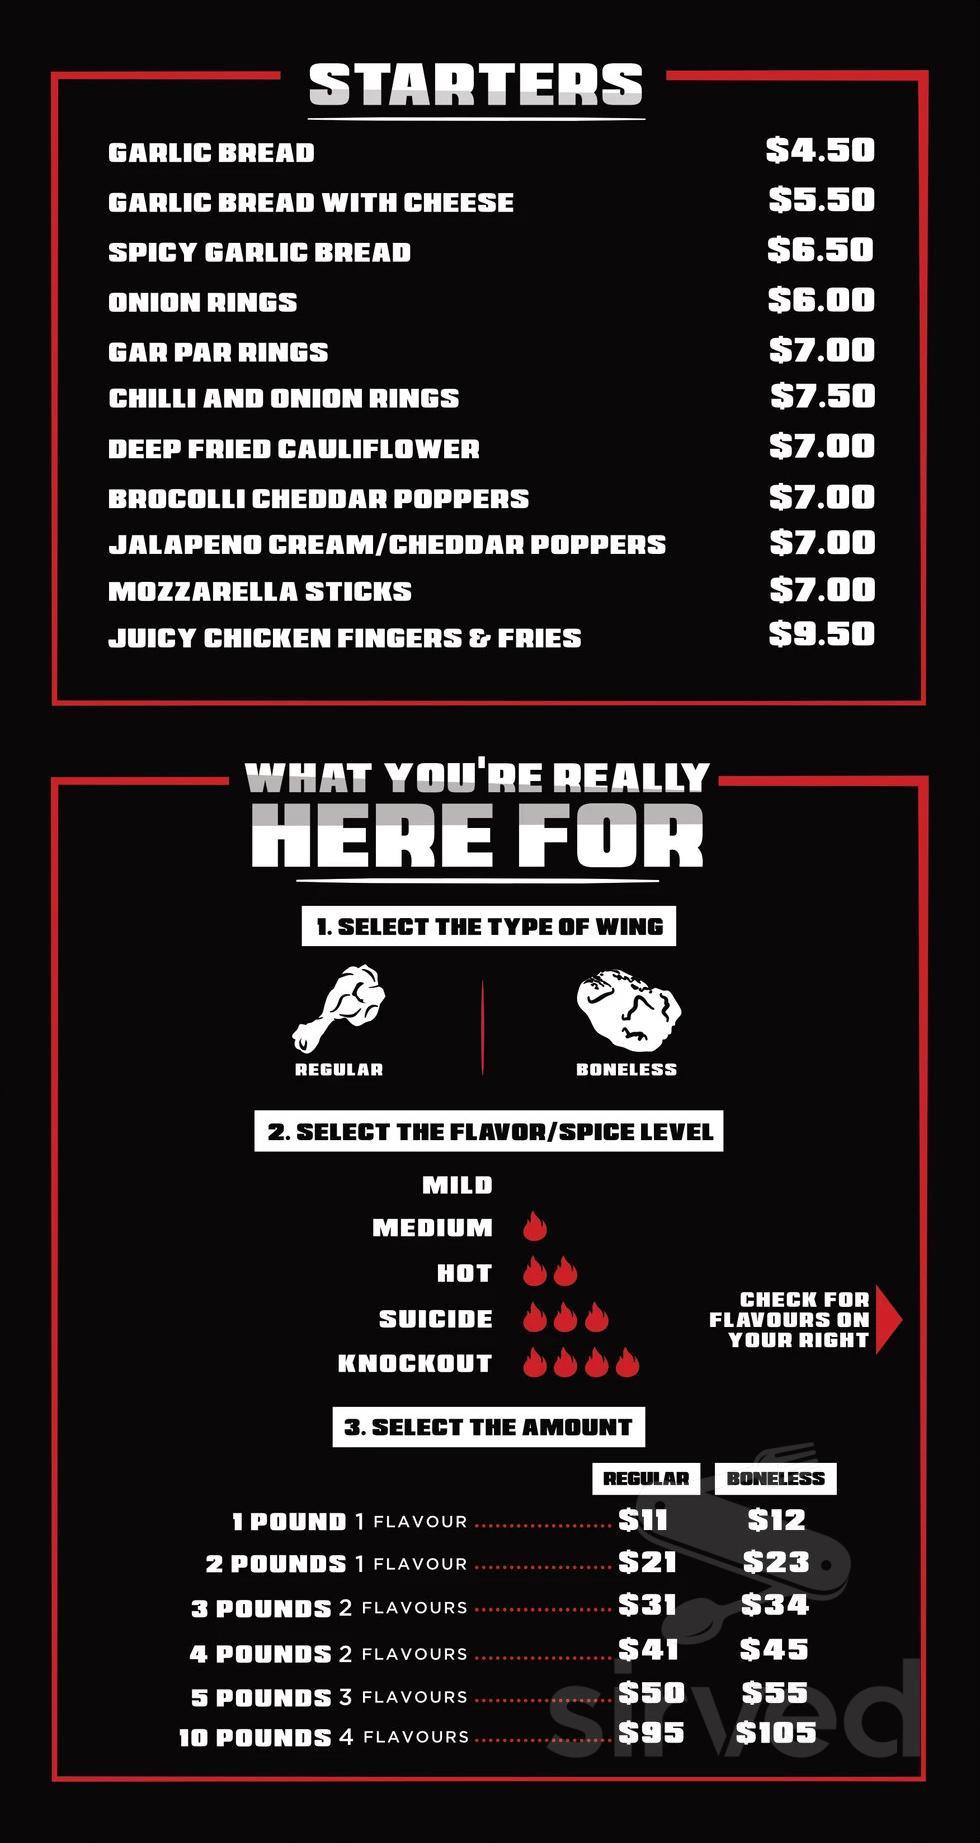 STARTERS
GARLIC BREAD $4.50
GARLIC BREAD WITH CHEESE $5.50
SPICY GARLIC BREAD $6.50
ONION RINGS $6.00
GAR PAR RINGS $7.00
CHILLI AND ONION RINGS $7.50
DEEP FRIED CAULIFLOWER $7.00
BROCOLLI CHEDDAR POPPERS $7.00
JALAPENO CREAM/CHEDDAR POPPERS $7.00
MOZZARELLA STICKS $7.00
JUICY CHICKEN FINGERS & FRIES $9.50
WHAT YOU'RE REALLY
HERE FOR
1. SELECT THE TYPE OF WING
REGULAR BONELESS
2. SELECT THE FLAVOR/SPICE LEVEL
MILD
MEDIUM
HOT
SUICIDE
KNOCKOUT
CHECK FOR
FLAVOURS ON
YOUR RIGHT
3. SELECT THE AMOUNT
REGULAR BONELESS
1 POUND 1 FLAVOUR $11 $12
2 POUNDS 1 FLAVOUR $21 $23
3 POUNDS 2 FLAVOURS $31 $34
4 POUNDS 2 FLAVOURS $41 $45
5 POUNDS 3 FLAVOURS $50 $55
10 POUNDS 4 FLAVOURS $95 $105
sirved